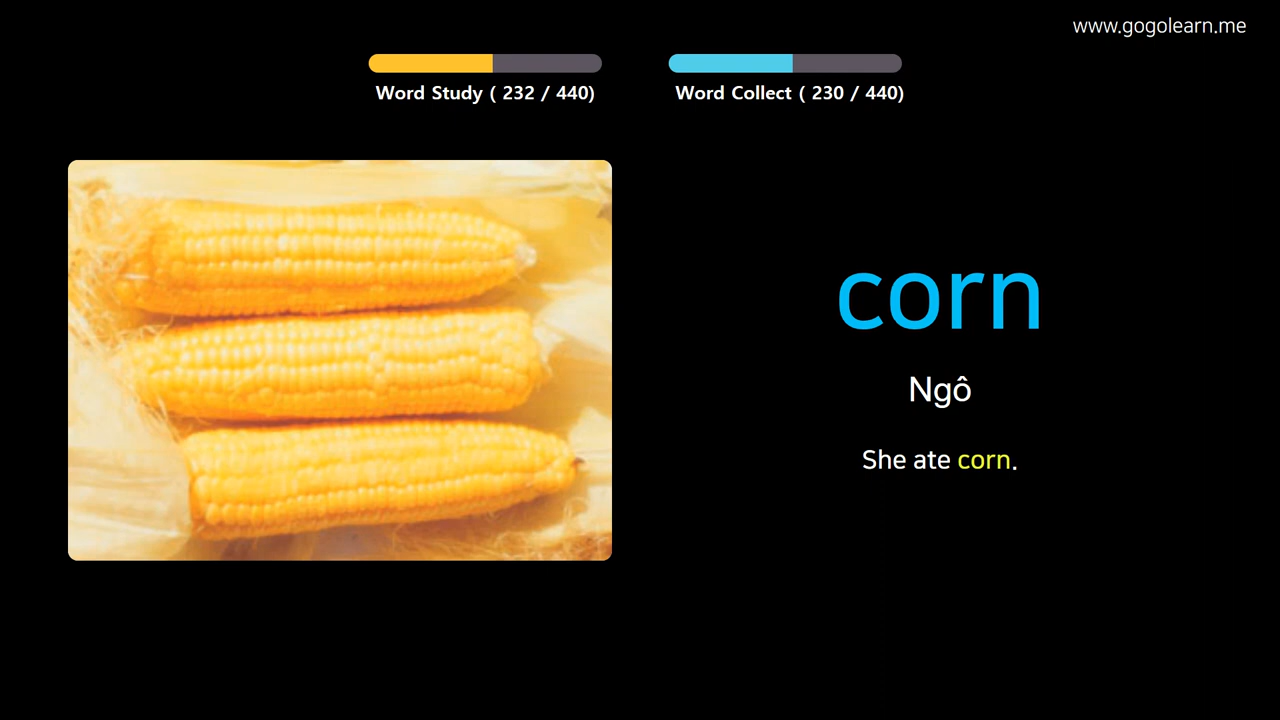 www.gogolearn.me
Word Study ( 232 / 440)
Word Collect ( 230 / 440)
corn
Ngô
She ate corn.